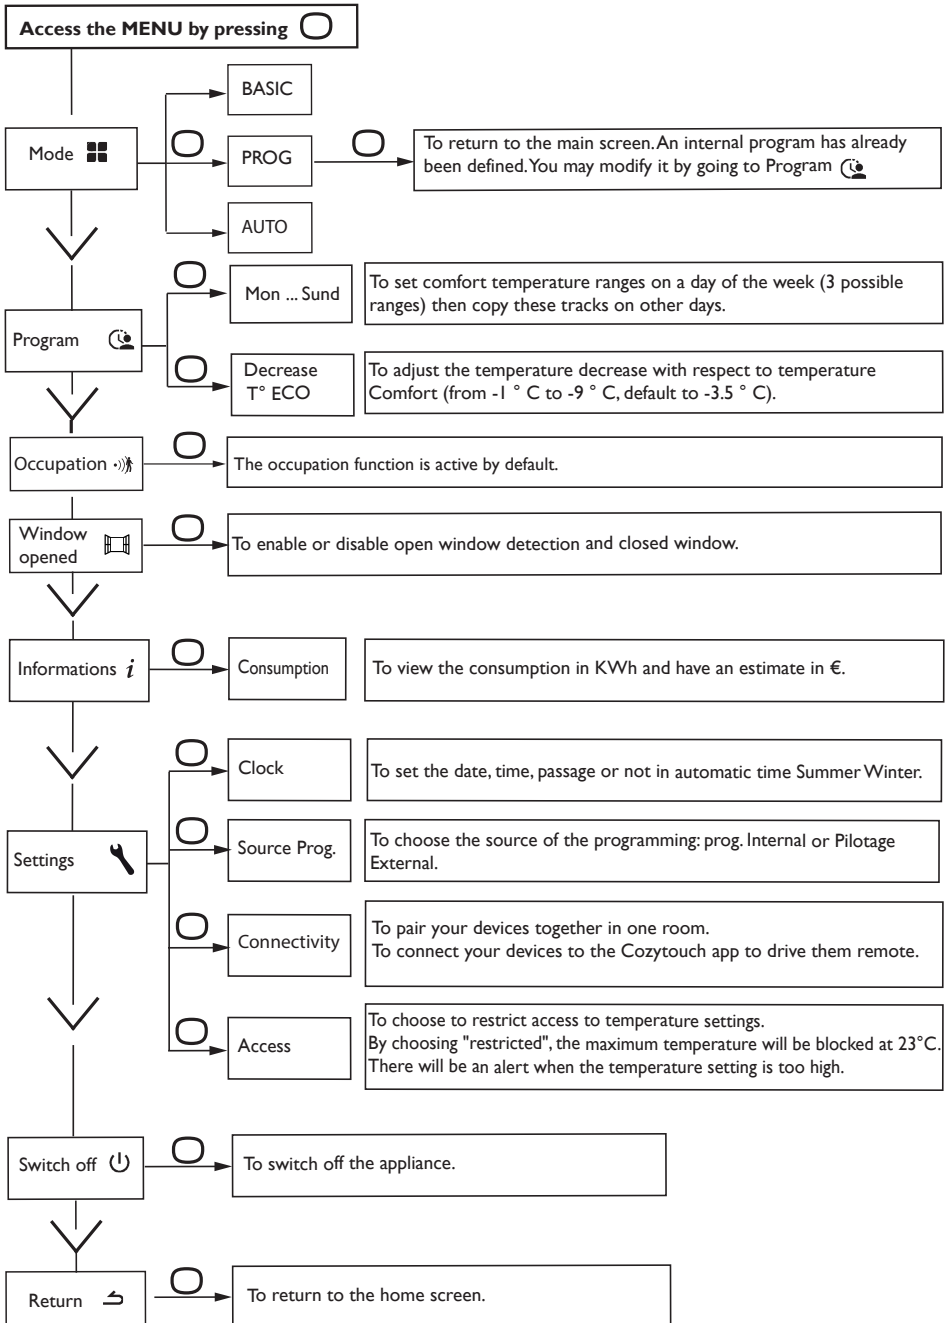 Access the MENU by pressing
BASIC
Mode
PROG
To return to the main screen. An internal program has already
been defined. You may modify it by going to Program
AUTO
Program
Mon ... Sund
To set comfort temperature ranges on a day of the week (3 possible
ranges) then copy these tracks on other days.
Decrease
T° ECO
To adjust the temperature decrease with respect to temperature
Comfort (from -1 ° C to -9 ° C, default to -3.5 ° C).
Occupation
The occupation function is active by default.
Window
opened
To enable or disable open window detection and closed window.
Informations i
Consumption
To view the consumption in KWh and have an estimate in €.
Settings
Clock
To set the date, time, passage or not in automatic time Summer Winter.
Source Prog.
To choose the source of the programming: prog. Internal or Pilotage
External.
Connectivity
To pair your devices together in one room.
To connect your devices to the Cozytouch app to drive them remote.
Access
To choose to restrict access to temperature settings.
By choosing "restricted", the maximum temperature will be blocked at 23°C.
There will be an alert when the temperature setting is too high.
Switch off
To switch off the appliance.
Return
To return to the home screen.